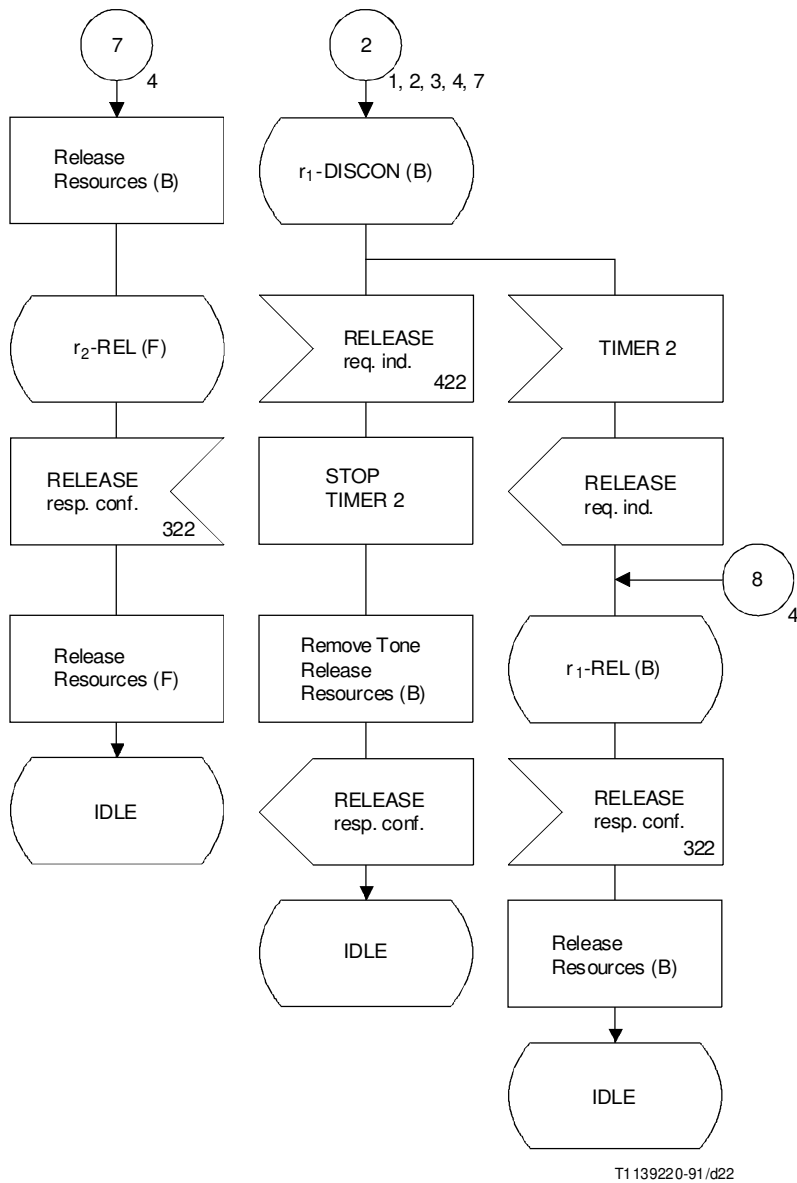 7
4
Release
Resources (B)
r2-REL (F)
RELEASE
resp. conf.
322
Release
Resources (F)
IDLE
2
1, 2, 3, 4, 7
r1-DISCON (B)
RELEASE
req. ind.
422
STOP
TIMER 2
Remove Tone
Release
Resources (B)
RELEASE
resp. conf.
IDLE
TIMER 2
RELEASE
req. ind.
8
4
r1-REL (B)
RELEASE
resp. conf.
322
Release
Resources (B)
IDLE
T1139220-91/d22